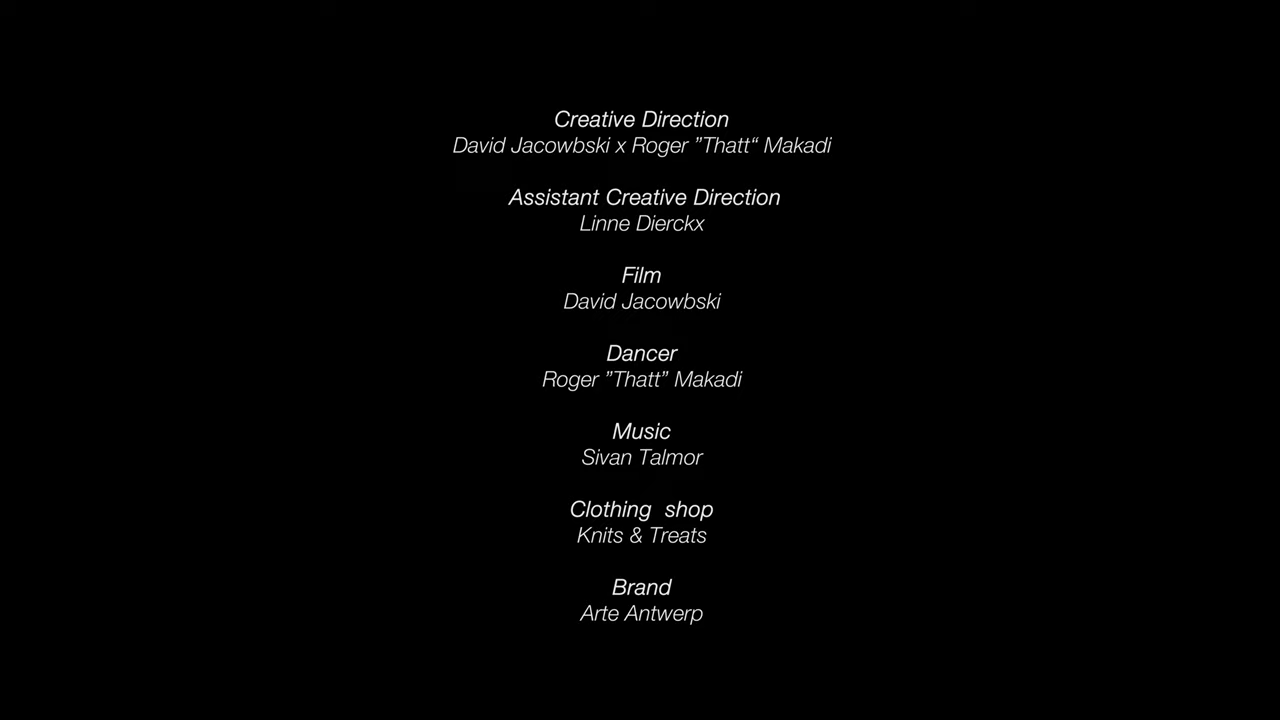 Creative Direction
David Jacowbski x Roger ”Thatt“ Makadi
Assistant Creative Direction
Linne Dierckx
Film
David Jacowbski
Dancer
Roger ”Thatt” Makadi
Music
Sivan Talmor
Clothing  shop
Knits & Treats
Brand
Arte Antwerp